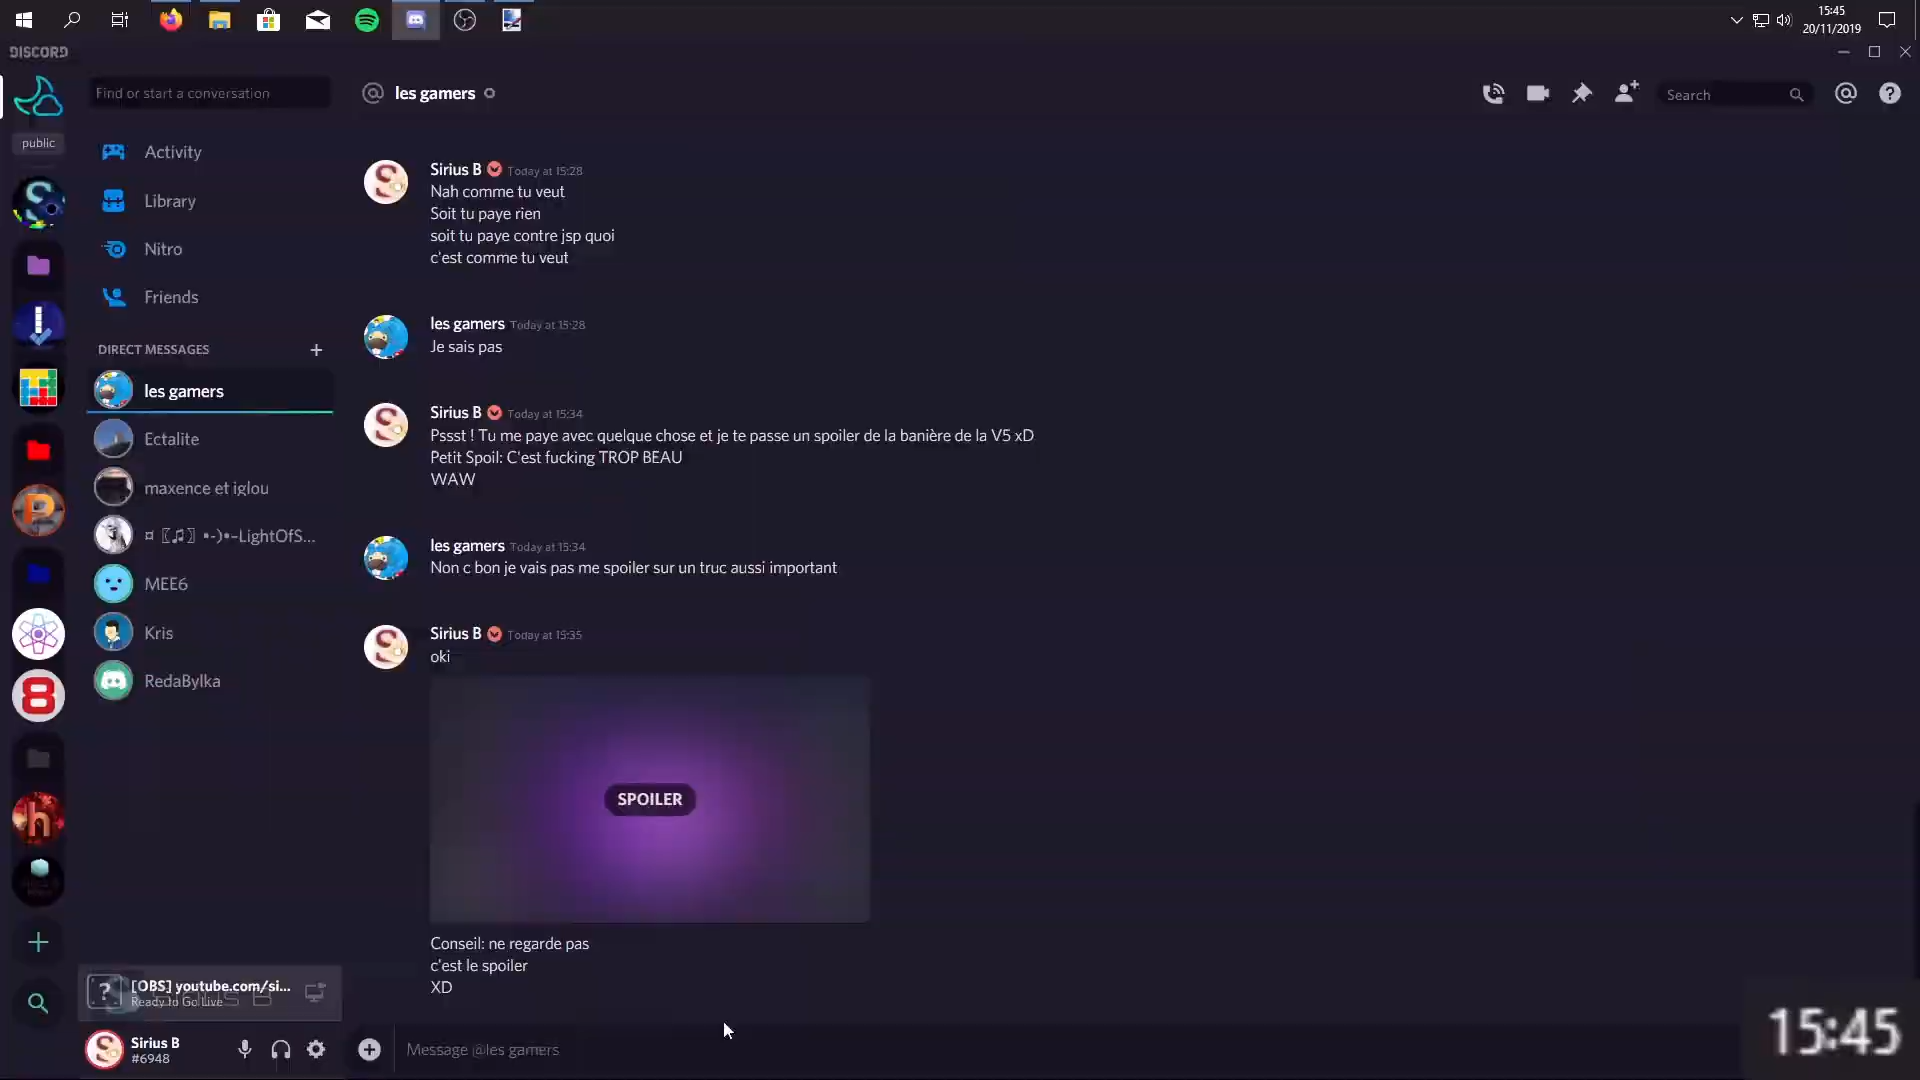 15:45
20/11/2019
DISCORD
Find or start a conversation
les gamers
Search
public
Activity
Library
Nitro
Friends
DIRECT MESSAGES
les gamers
Ectalite
maxence et iglou
¤〖♫〗•-)•-LightOfS...
MEE6
Kris
RedaBylka
Sirius B Today at 15:28
Nah comme tu veut
Soit tu paye rien
soit tu paye contre jsp quoi
c'est comme tu veut
les gamers Today at 15:28
Je sais pas
Sirius B Today at 15:34
Pssst ! Tu me paye avec quelque chose et je te passe un spoiler de la banière de la V5 xD
Petit Spoil: C'est fucking TROP BEAU
WAW
les gamers Today at 15:34
Non c bon je vais pas me spoiler sur un truc aussi important
Sirius B Today at 15:35
oki
SPOILER
Conseil: ne regarde pas
c'est le spoiler
XD
[OBS] youtube.com/si...
Ready to Go Live
Sirius B
Sirius B
#6948
Message @les gamers
15:45